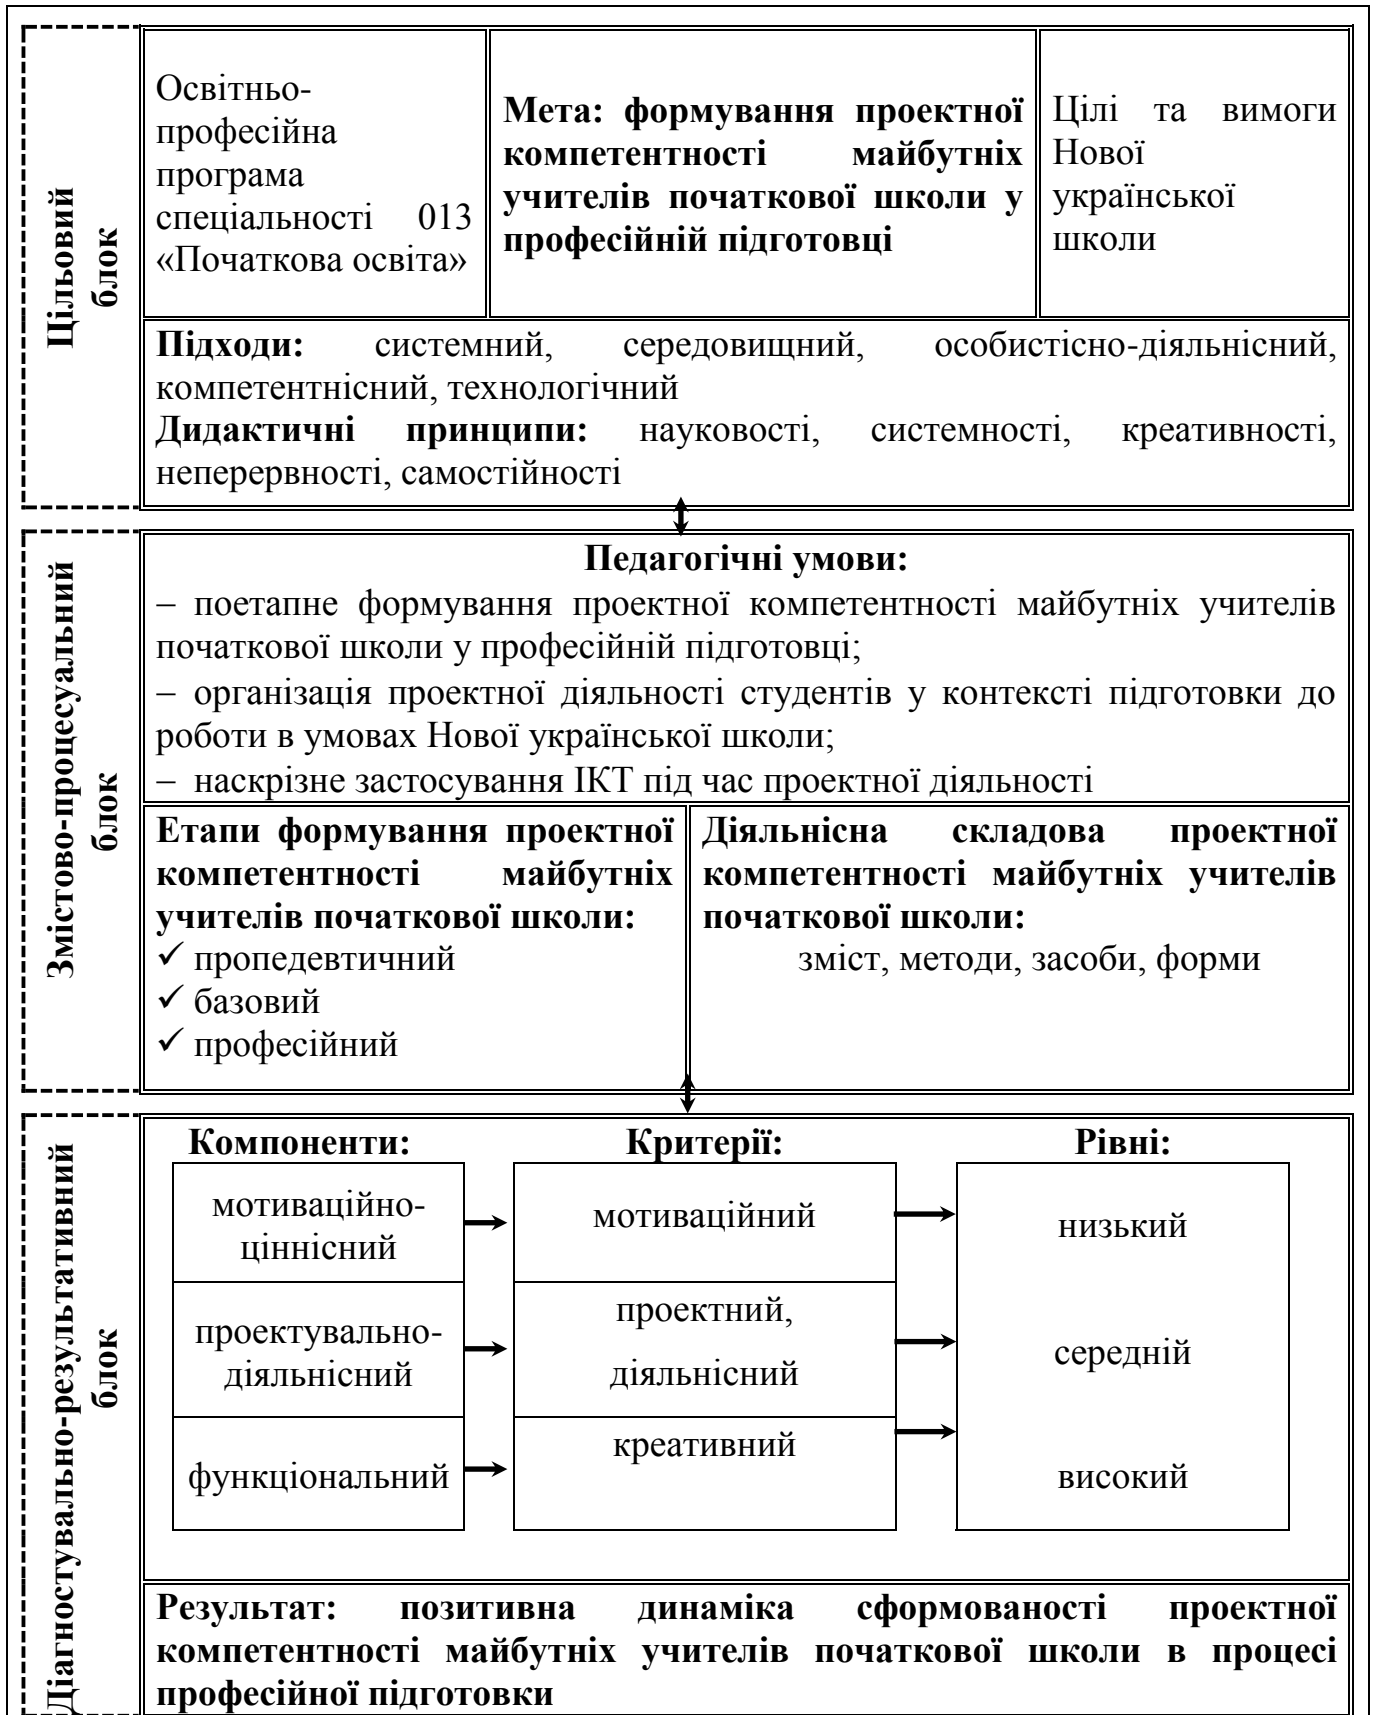 Цільовий
блок
Освітньо-
професійна
програма
спеціальності 013
«Початкова освіта»
Мета: формування проектної
компетентності майбутніх
учителів початкової школи у
професійній підготовці
Цілі та вимоги
Нової
української
школи
Підходи: системний, середовищний, особистісно-діяльнісний,
компетентнісний, технологічний
Дидактичні принципи: науковості, системності, креативності,
неперервності, самостійності
Змістово-процесуальний
блок
Педагогічні умови:
– поетапне формування проектної компетентності майбутніх учителів
початкової школи у професійній підготовці;
– організація проектної діяльності студентів у контексті підготовки до
роботи в умовах Нової української школи;
– наскрізне застосування ІКТ під час проектної діяльності
Етапи формування проектної
компетентності майбутніх
учителів початкової школи:
✓ пропедевтичний
✓ базовий
✓ професійний
Діяльнісна складова проектної
компетентності майбутніх учителів
початкової школи:
зміст, методи, засоби, форми
Діагностувально-результативний
блок
Компоненти:
мотиваційно-
ціннісний
проектувально-
діяльнісний
функціональний
Критерії:
мотиваційний
проектний,
діяльнісний
креативний
Рівні:
низький
середній
високий
Результат: позитивна динаміка сформованості проектної
компетентності майбутніх учителів початкової школи в процесі
професійної підготовки